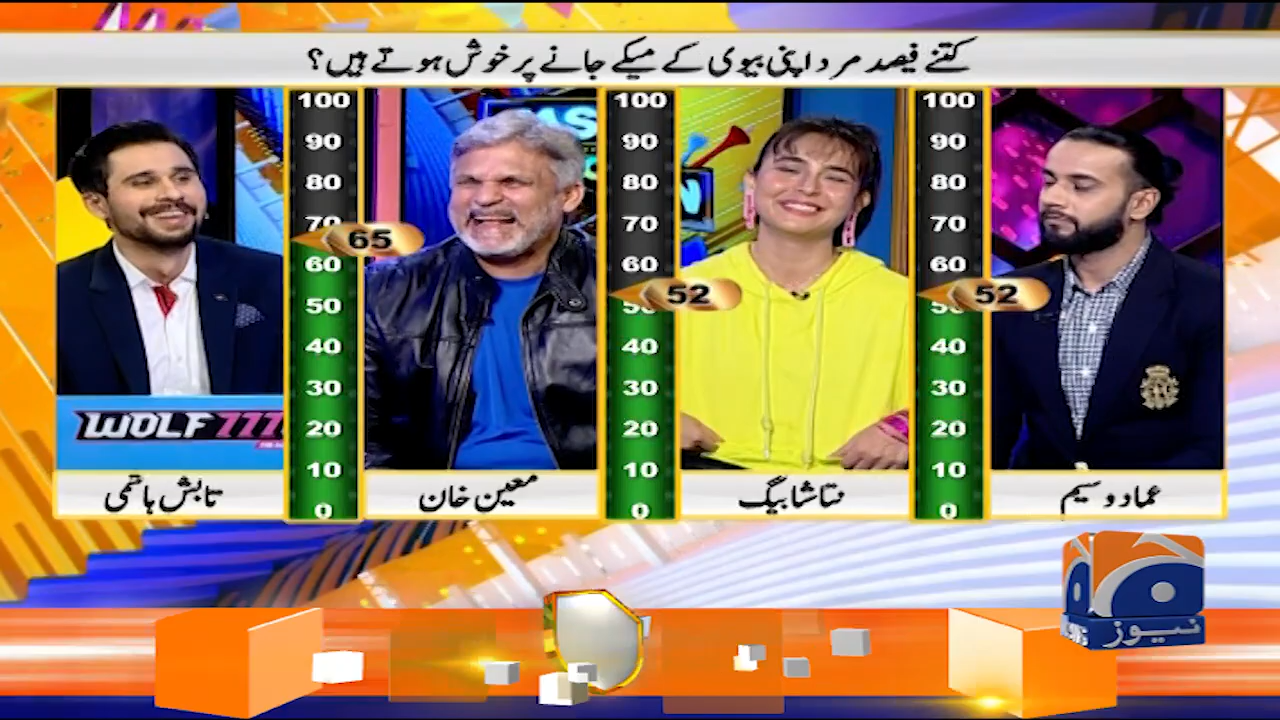 کتنے فیصد مرد اپنی بیوی کے میکے جانے پر خوش ہوتے ہیں؟
100 100 100
90 90 90
80 80 80
70 70 70
65
60 60 60
52 52
50
40 40 40
30 30 30
20 20 20
10 10 10
0 0 0
WOLF777
تابش ہاشمی
معین خان
نتاشا بیگ
عماد وسیم
نیوز